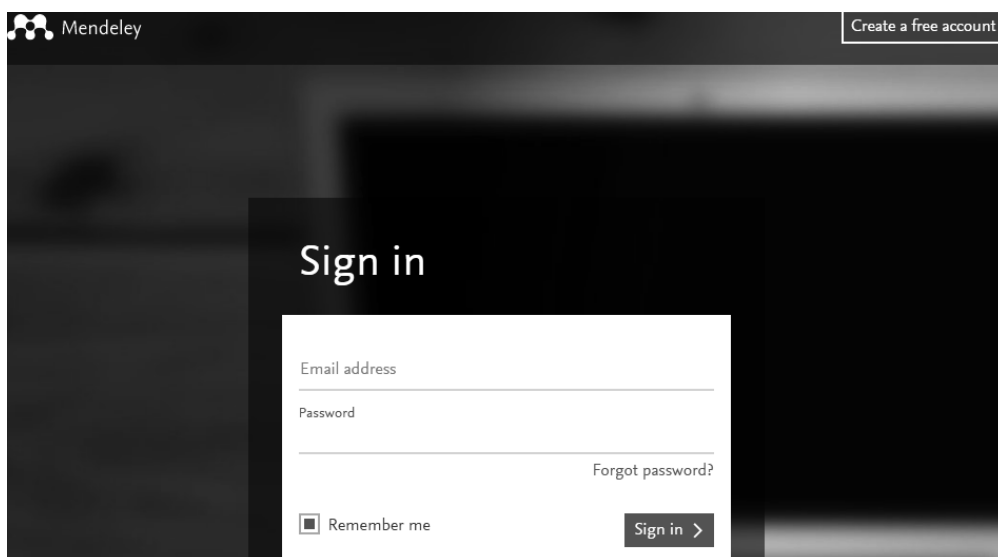 Mendeley
Create a free account
Sign in
Email address
Password
Forgot password?
Remember me
Sign in